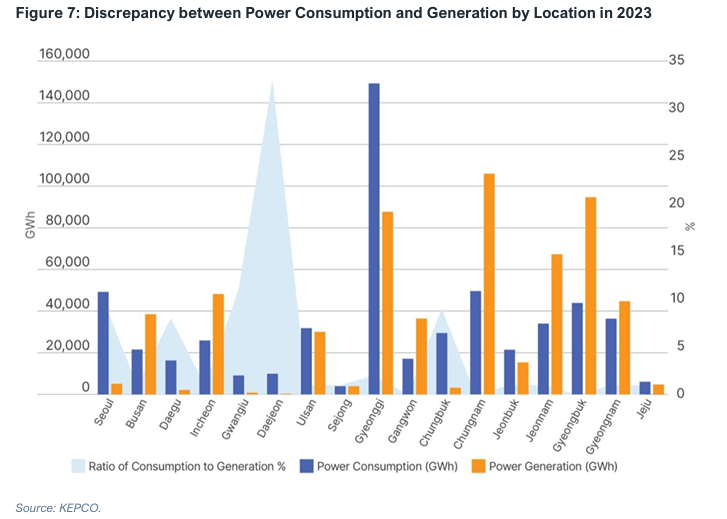 Figure 7: Discrepancy between Power Consumption and Generation by Location in 2023
160,000
140,000
120,000
100,000
80,000
60,000
40,000
20,000
0
GWh
35
30
25
20
15
10
5
0
%
Seoul
Busan
Daegu
Incheon
Gwangiu
Daejeon
Ulsan
Sejong
Gyeonggi
Gangwon
Chungbuk
Chungnam
Jeonbuk
Jeonnam
Gyeongbuk
Gyeongnam
Jeju
Ratio of Consumption to Generation % Power Consumption (GWh) Power Generation (GWh)
Source: KEPCO.